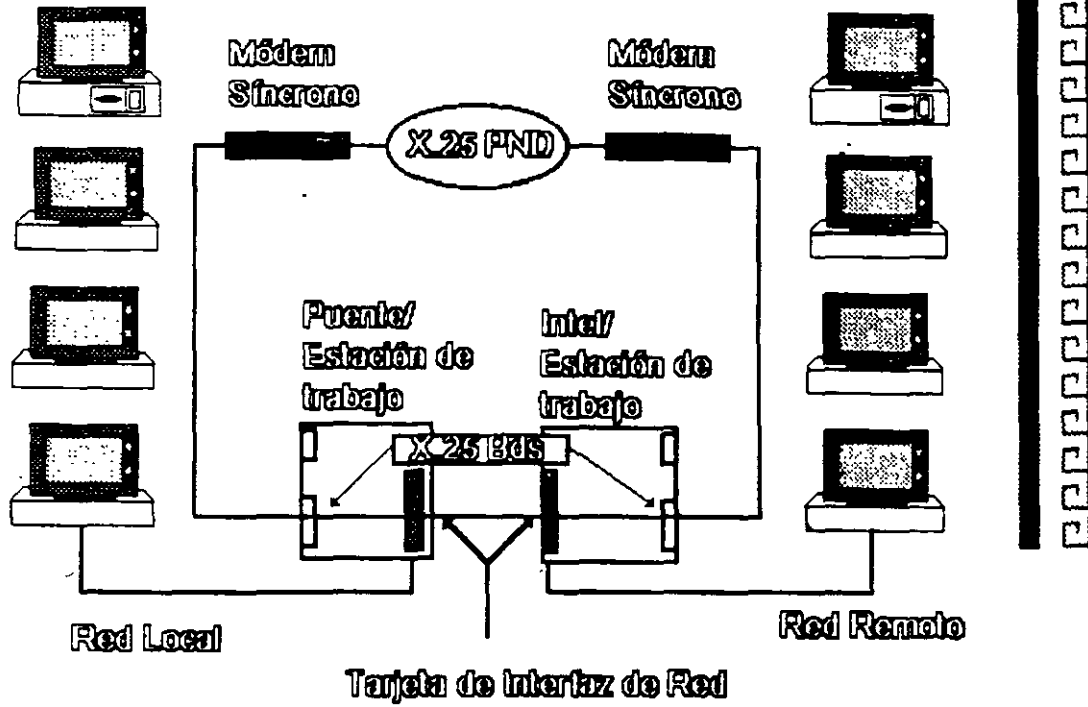 Módem
Síncrono
Módem
Síncrono
X.25 PND
Puente/
Estación de
trabajo
Intel/
Estación de
trabajo
X.25 Bds
Red Local
Red Remoto
Tarjeta de Interfaz de Red